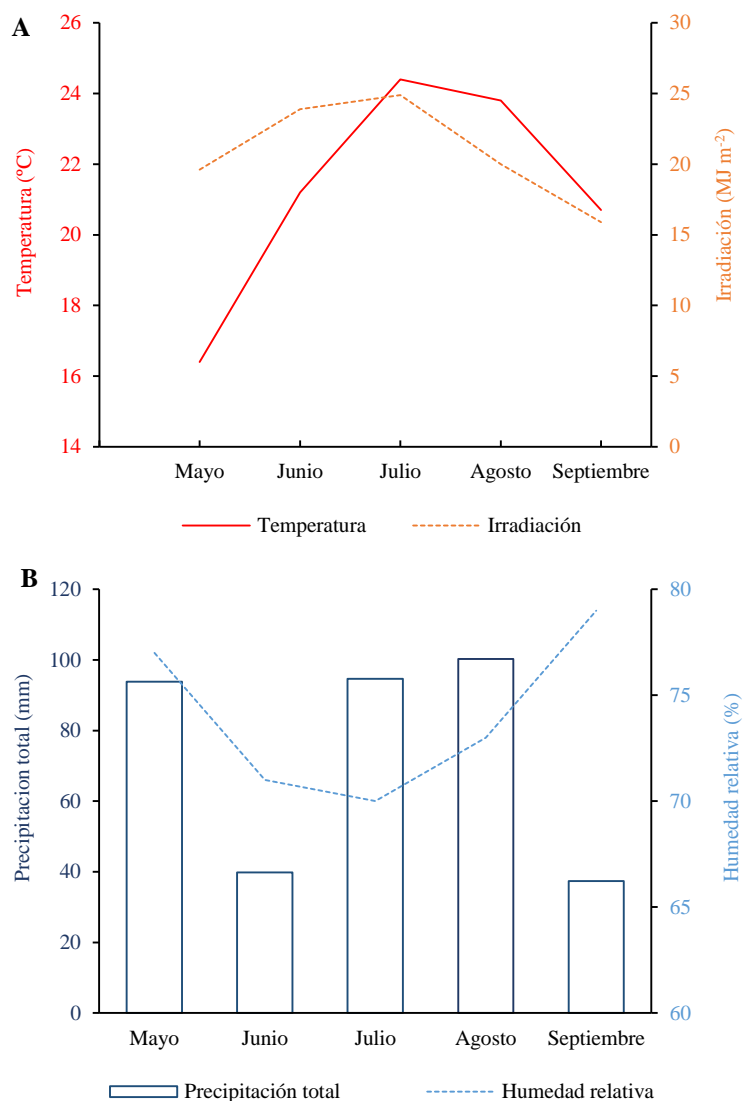 A
26
24
22
20
18
16
14
Temperatura (ºC)
30
25
20
15
10
5
0
Irradiación (MJ m-2)
Mayo Junio Julio Agosto Septiembre
Temperatura Irradiación
B
120
100
80
60
40
20
0
Precipitacion total (mm)
80
75
70
65
60
Humedad relativa (%)
Mayo Junio Julio Agosto Septiembre
Precipitación total Humedad relativa